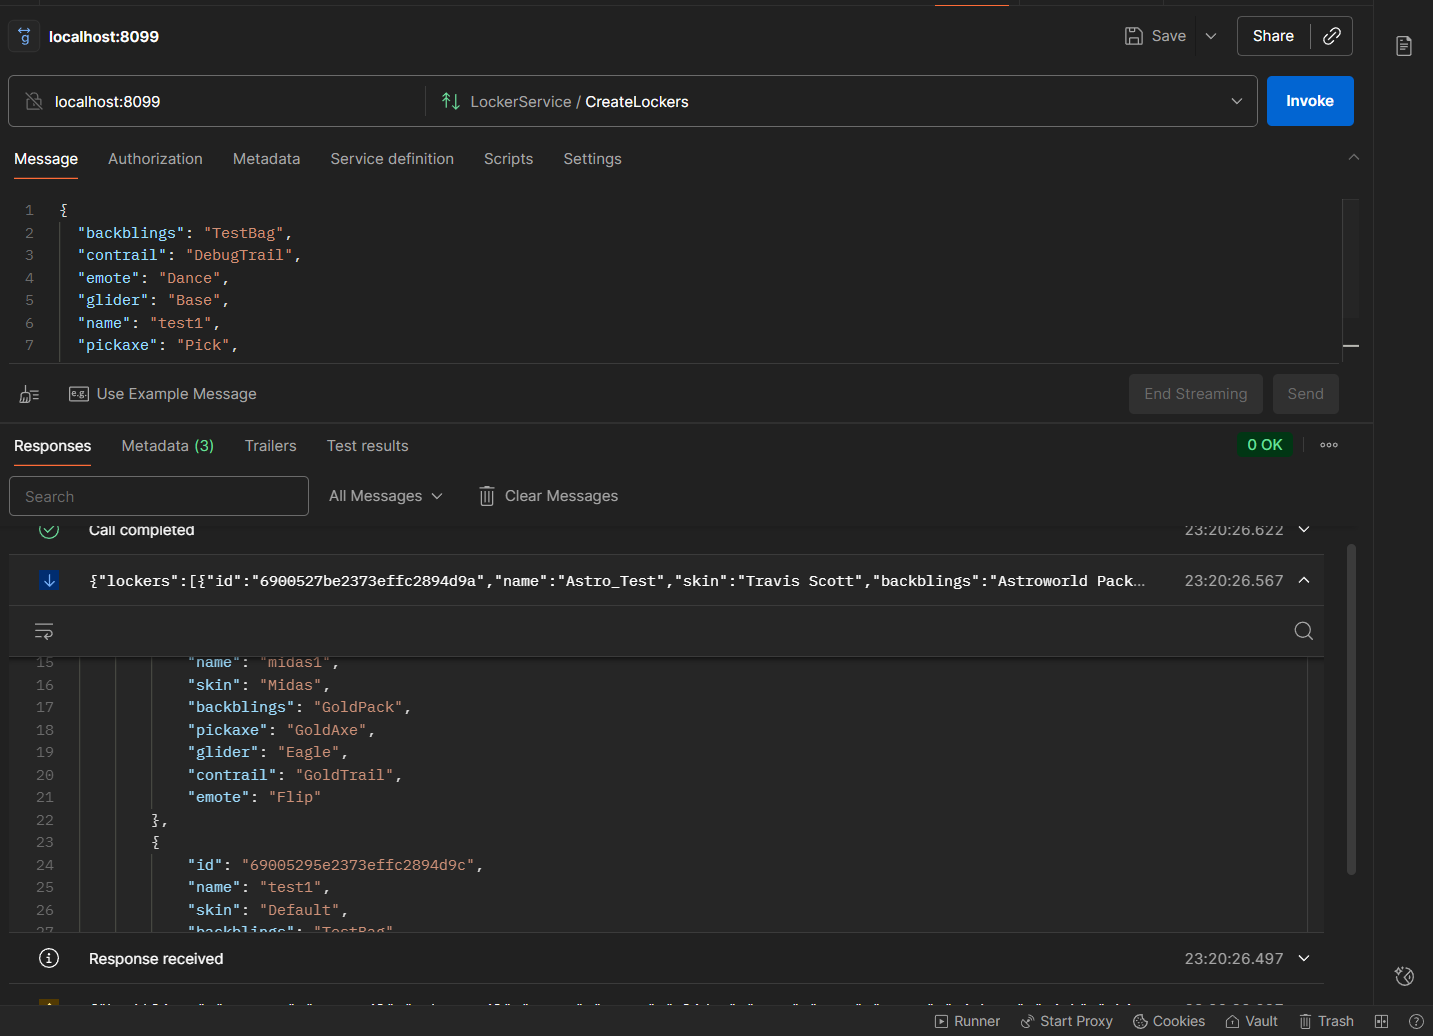 localhost:8099
Save
Share
localhost:8099
LockerService / CreateLockers
Invoke
Message Authorization Metadata Service definition Scripts Settings
1 {
2 "backblings": "TestBag",
3 "contrail": "DebugTrail",
4 "emote": "Dance",
5 "glider": "Base",
6 "name": "test1",
7 "pickaxe": "Pick",
e.g. Use Example Message
End Streaming
Send
Responses Metadata (3) Trailers Test results
0 OK
Search
All Messages
Clear Messages
Call completed 23:20:26.622
{"lockers":[{"id":"6900527be2373effc2894d9a","name":"Astro_Test","skin":"Travis Scott","backblings":"Astroworld Pack... 23:20:26.567
15 "name": "midas1",
16 "skin": "Midas",
17 "backblings": "GoldPack",
18 "pickaxe": "GoldAxe",
19 "glider": "Eagle",
20 "contrail": "GoldTrail",
21 "emote": "Flip"
22 },
23 {
24 "id": "69005295e2373effc2894d9c",
25 "name": "test1",
26 "skin": "Default",
27 "backblings": "TestBag"
Response received 23:20:26.497
Runner Start Proxy Cookies Vault Trash